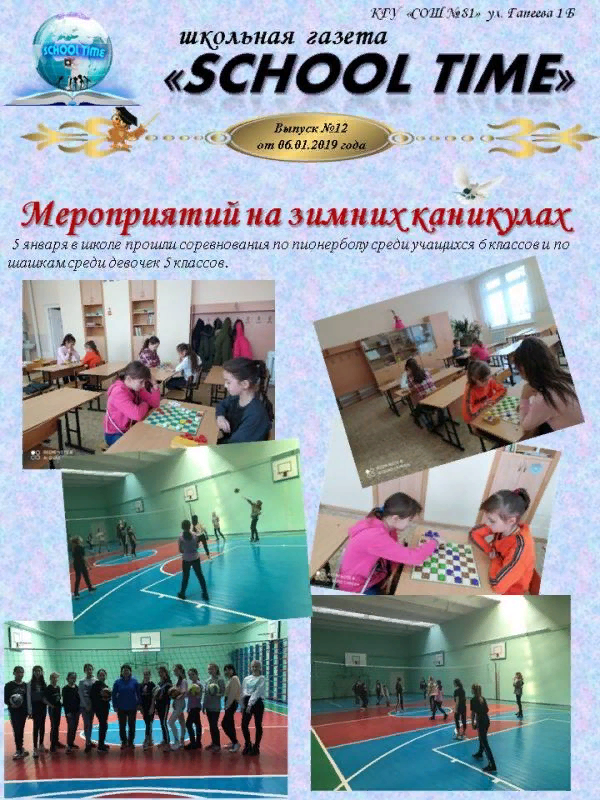 КГУ «СОШ №81» ул. Гапеева 1 Б
школьная газета
SCHOOL TIME
«SCHOOL TIME»
Выпуск №12
от 06.01.2019 года
Мероприятий на зимних каникулах
5 января в школе прошли соревнования по пионерболу среди учащихся 6 классов и по
шашкам среди девочек 5 классов.